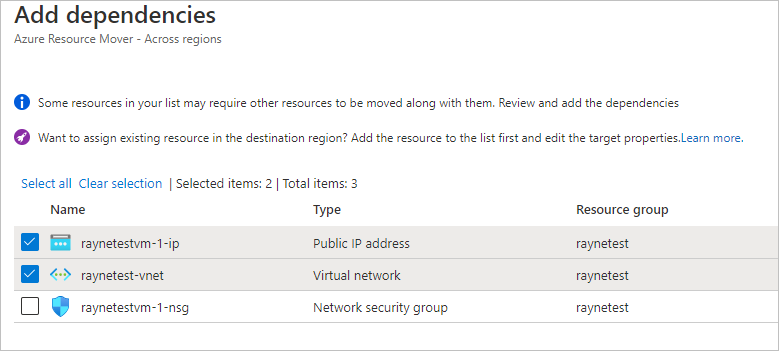 Add dependencies
Azure Resource Mover - Across regions
Some resources in your list may require other resources to be moved along with them. Review and add the dependencies
Want to assign existing resource in the destination region? Add the resource to the list first and edit the target properties.Learn more.
Select all Clear selection | Selected items: 2 | Total items: 3
Name Type Resource group
raynetestvm-1-ip Public IP address raynetest
raynetest-vnet Virtual network raynetest
raynetestvm-1-nsg Network security group raynetest